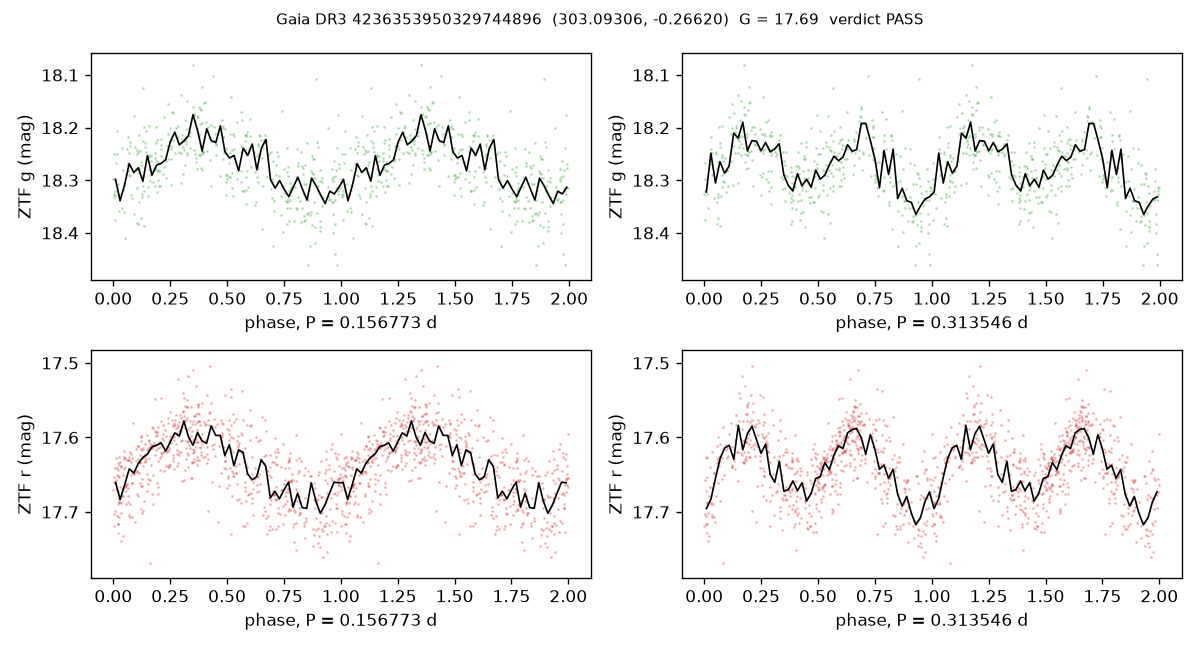 Gaia DR3 4236353950329744896 (303.09306, -0.26620) G = 17.69 verdict PASS
ZTF g (mag)
18.1
18.2
18.3
18.4
0.00 0.25 0.50 0.75 1.00 1.25 1.50 1.75 2.00
phase, P = 0.156773 d
ZTF g (mag)
18.1
18.2
18.3
18.4
0.00 0.25 0.50 0.75 1.00 1.25 1.50 1.75 2.00
phase, P = 0.313546 d
ZTF r (mag)
17.5
17.6
17.7
0.00 0.25 0.50 0.75 1.00 1.25 1.50 1.75 2.00
phase, P = 0.156773 d
ZTF r (mag)
17.5
17.6
17.7
0.00 0.25 0.50 0.75 1.00 1.25 1.50 1.75 2.00
phase, P = 0.313546 d